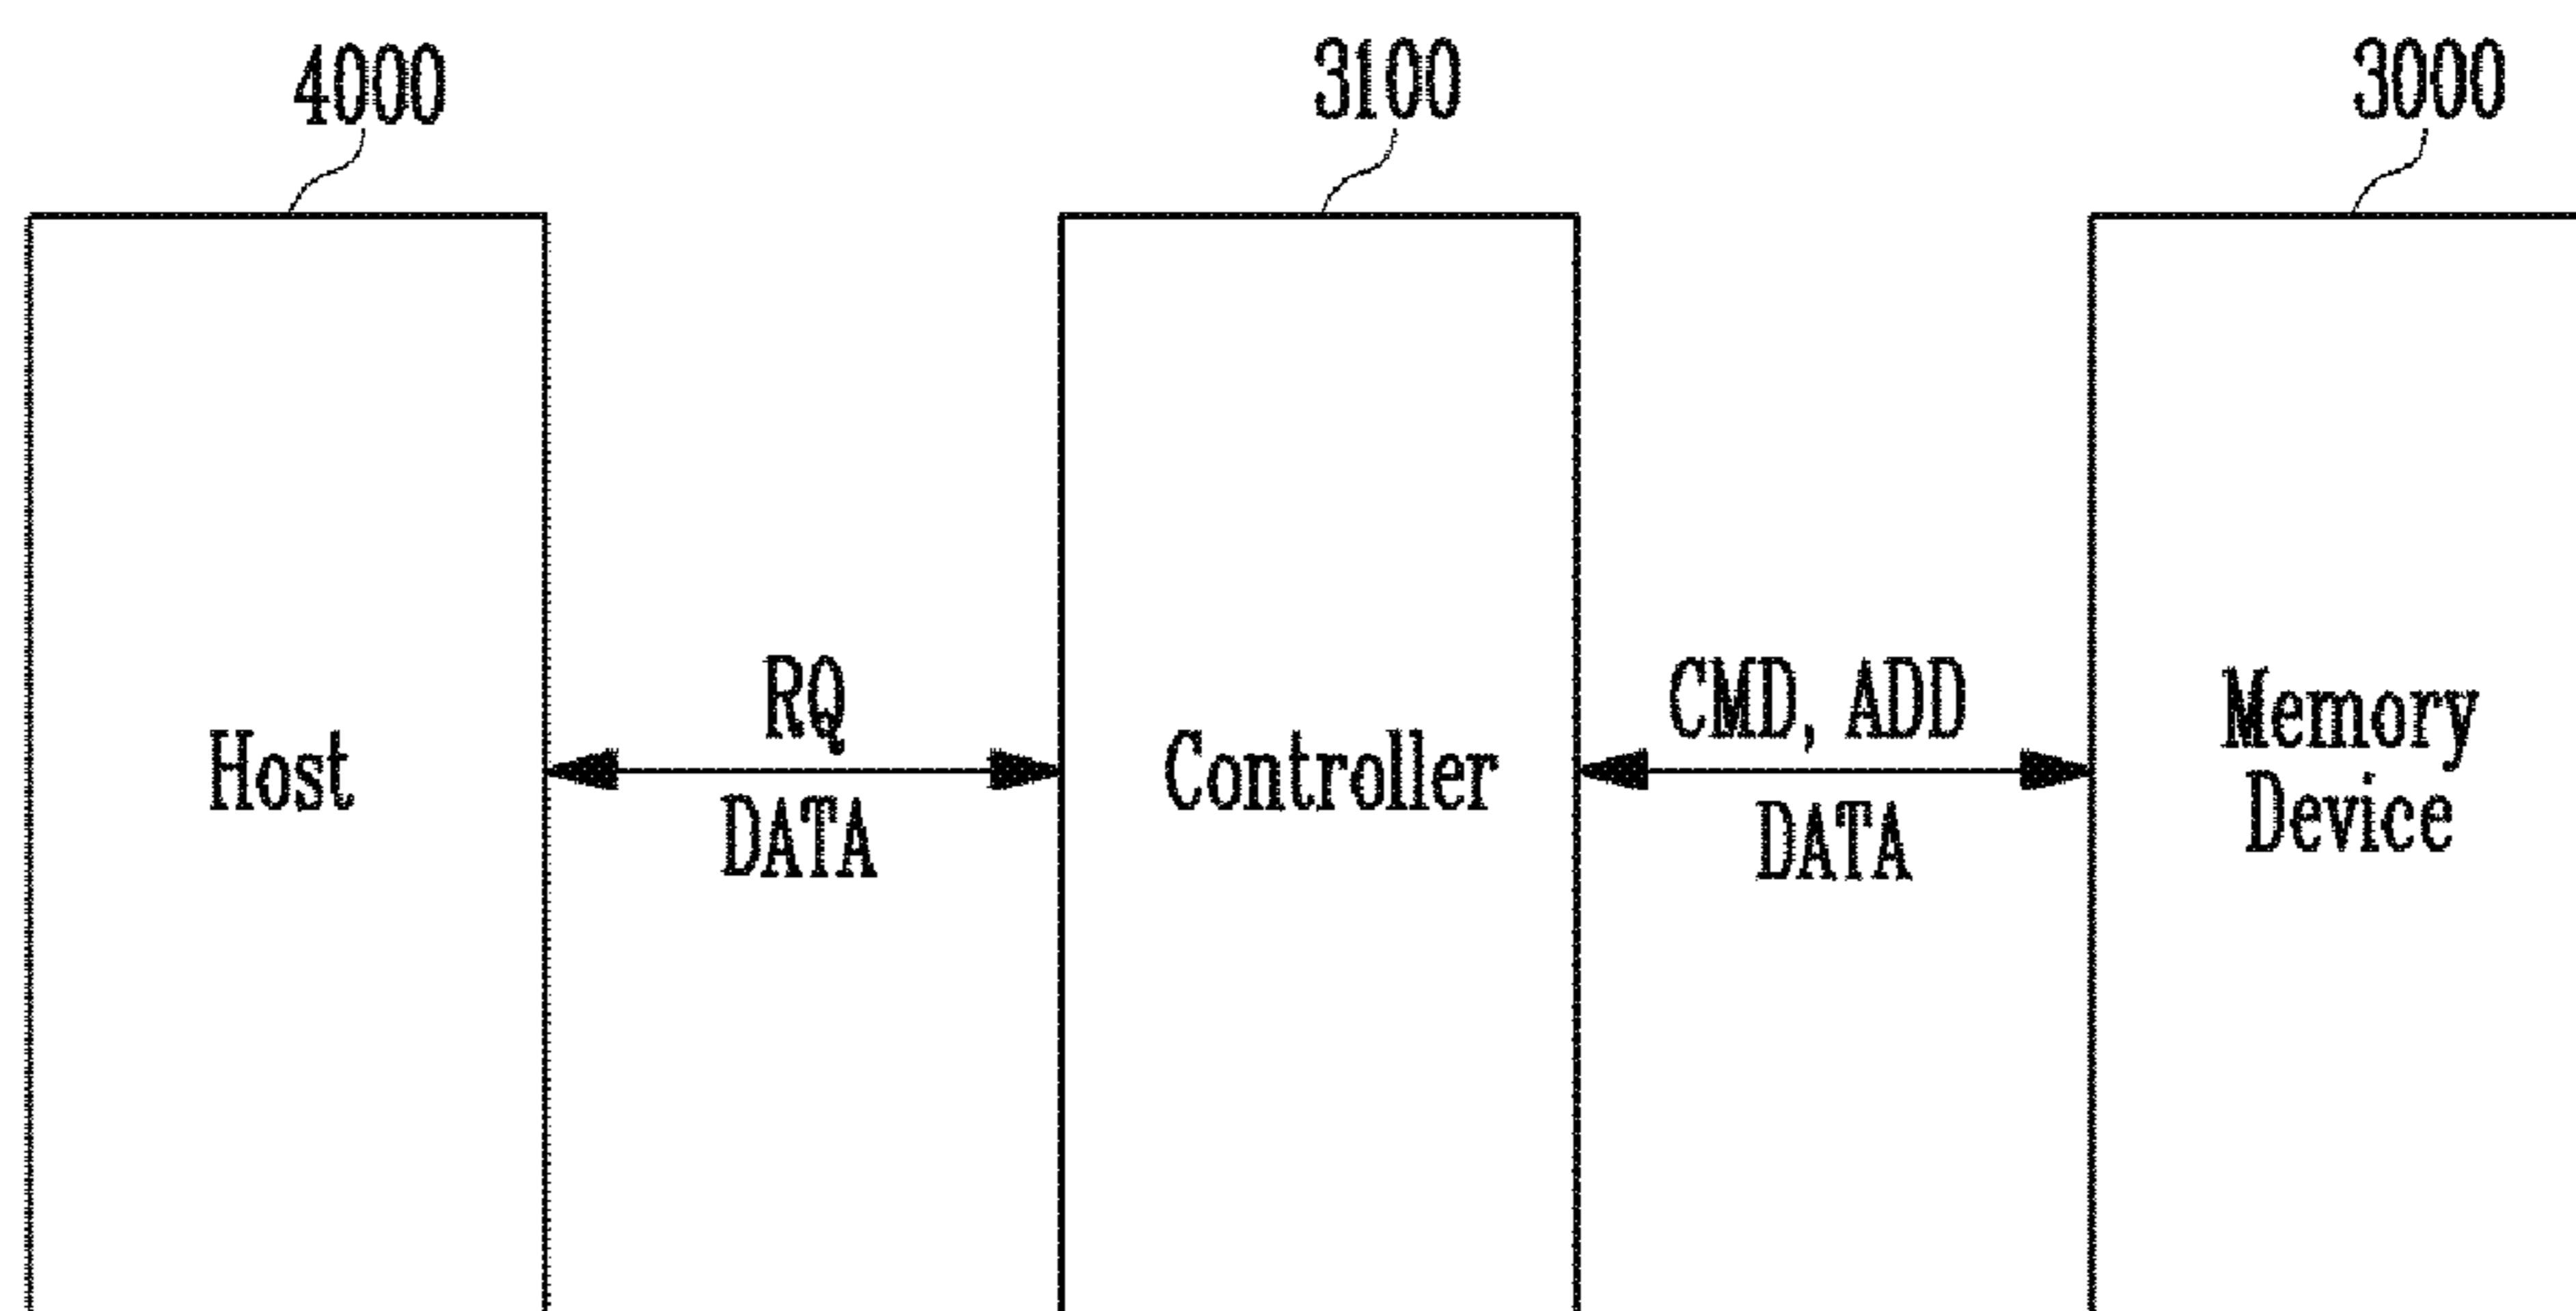 4000
3100
3000
Host
RQ
DATA
Controller
CMD, ADD
DATA
Memory
Device